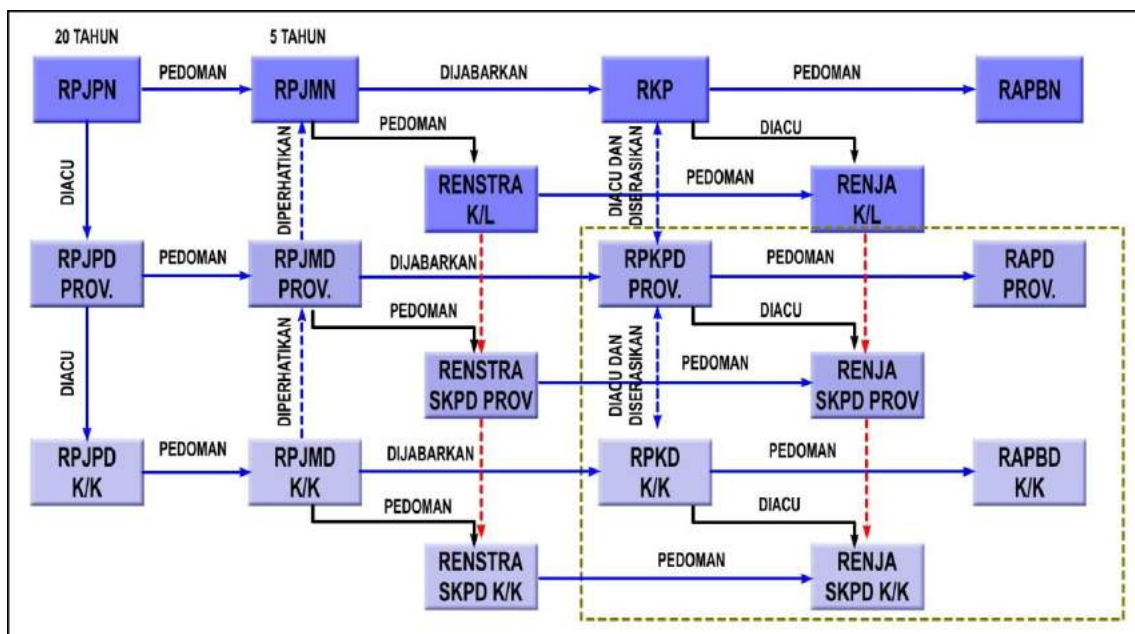 20 TAHUN
5 TAHUN
RPJPN
PEDOMAN
RPJMN
DIJABARKAN
RKP
PEDOMAN
RAPBN
PEDOMAN
DIACU
DIACU
DIPERHATIKAN
RENSTRA
K/L
DIACU DAN
DISERASIKAN
PEDOMAN
RENJA
K/L
RPJPD
PROV.
PEDOMAN
RPJMD
PROV.
DIJABARKAN
RPKPD
PROV.
PEDOMAN
RAPD
PROV.
PEDOMAN
DIACU
DIACU
DIPERHATIKAN
RENSTRA
SKPD PROV
DIACU DAN
DISERASIKAN
PEDOMAN
RENJA
SKPD PROV
RPJPD
K/K
PEDOMAN
RPJMD
K/K
DIJABARKAN
RPKD
K/K
PEDOMAN
RAPBD
K/K
PEDOMAN
DIACU
RENSTRA
SKPD K/K
PEDOMAN
RENJA
SKPD K/K